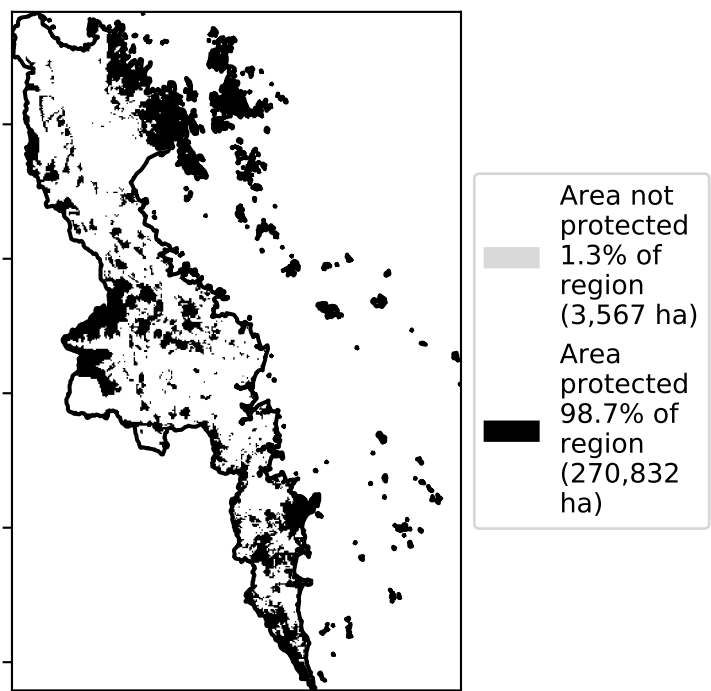 Area not
protected
1.3% of
region
(3,567 ha)
Area
protected
98.7% of
region
(270,832
ha)